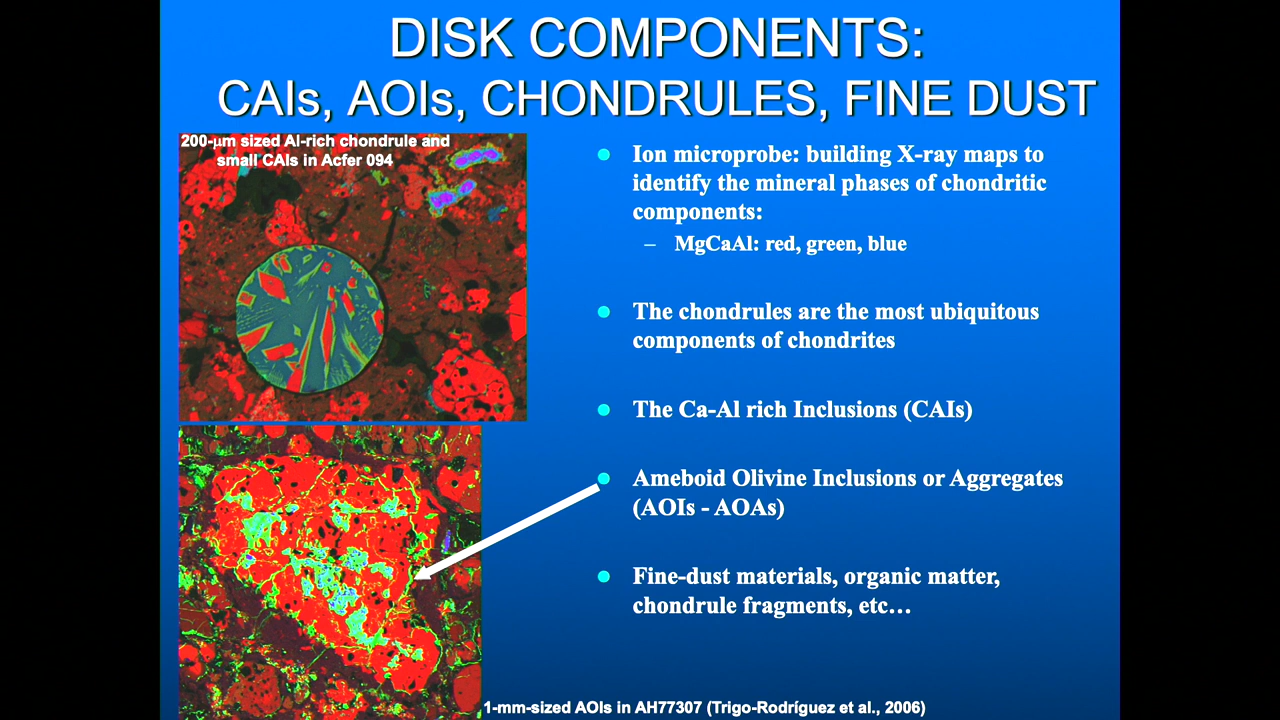 DISK COMPONENTS:
CAIs, AOIs, CHONDRULES, FINE DUST
200-μm sized Al-rich chondrule and
small CAIs in Acfer 094
● Ion microprobe: building X-ray maps to
identify the mineral phases of chondritic
components:
– MgCaAl: red, green, blue
● The chondrules are the most ubiquitous
components of chondrites
● The Ca-Al rich Inclusions (CAIs)
● Ameboid Olivine Inclusions or Aggregates
(AOIs - AOAs)
● Fine-dust materials, organic matter,
chondrule fragments, etc…
1-mm-sized AOIs in AH77307 (Trigo-Rodríguez et al., 2006)